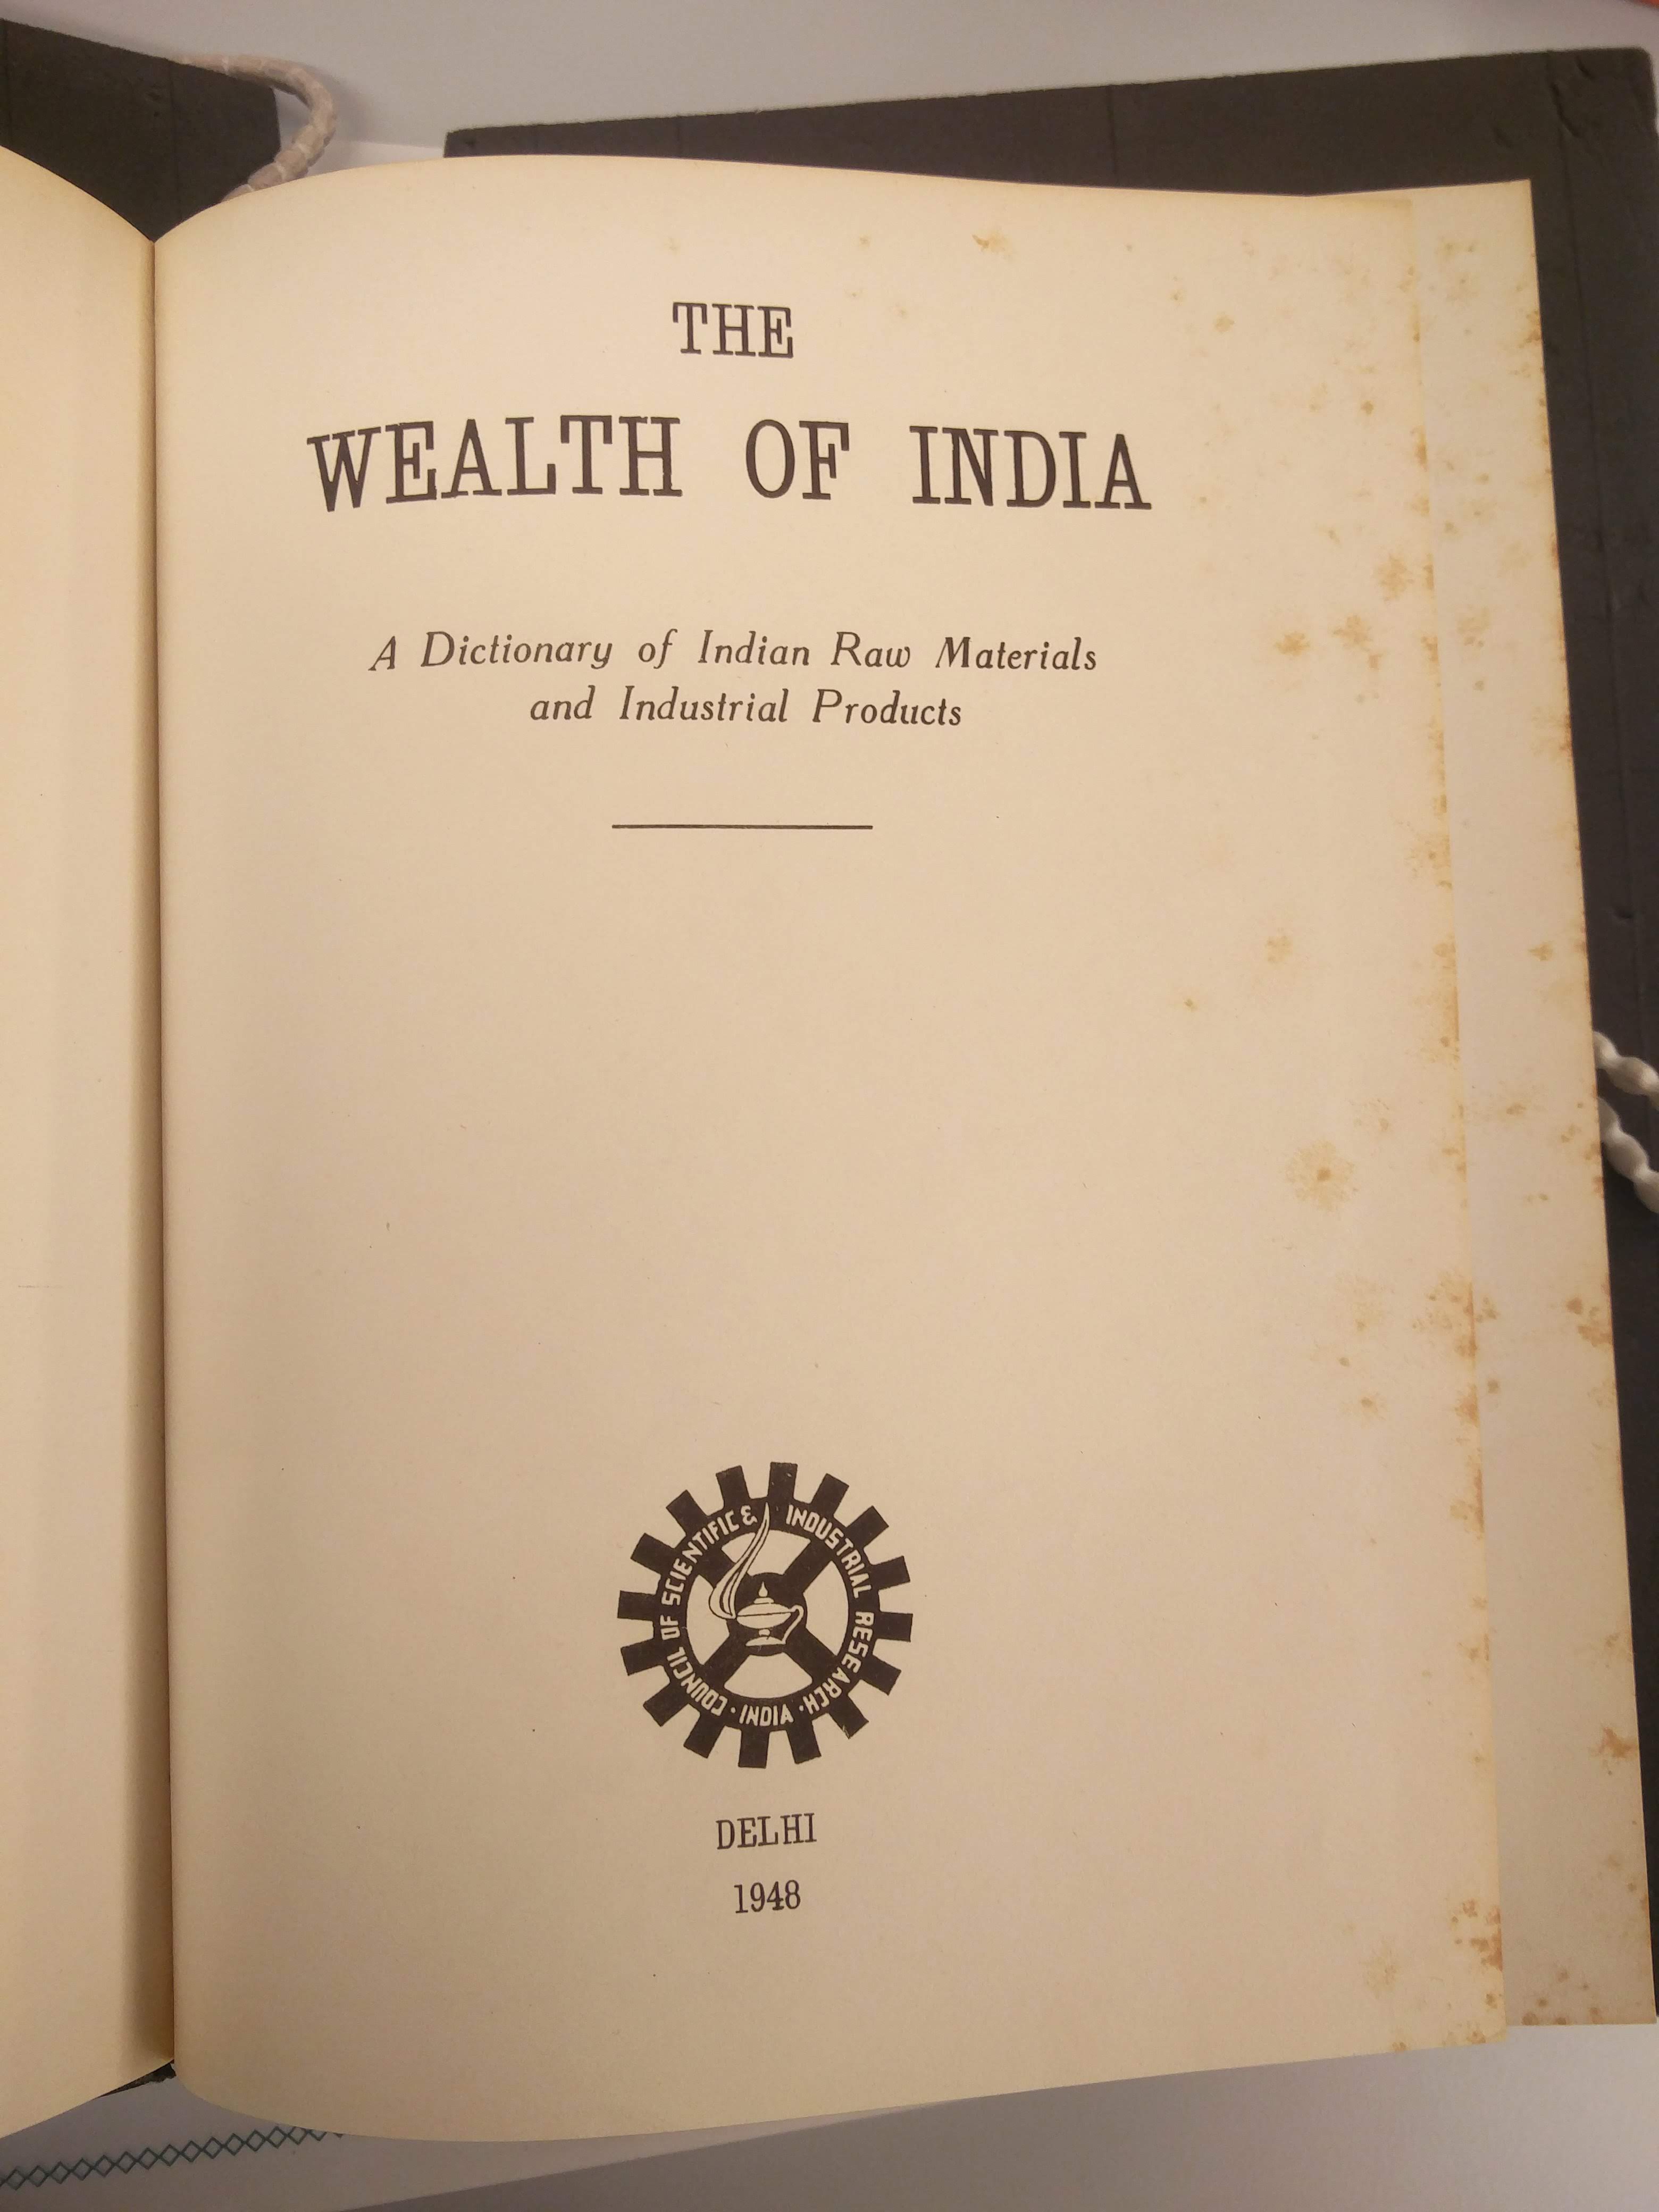 THE
WEALTH OF INDIA
A Dictionary of Indian Raw Materials
and Industrial Products
COUNCIL OF SCIENTIFIC & INDUSTRIAL RESEARCH · INDIA ·
DELHI
1948